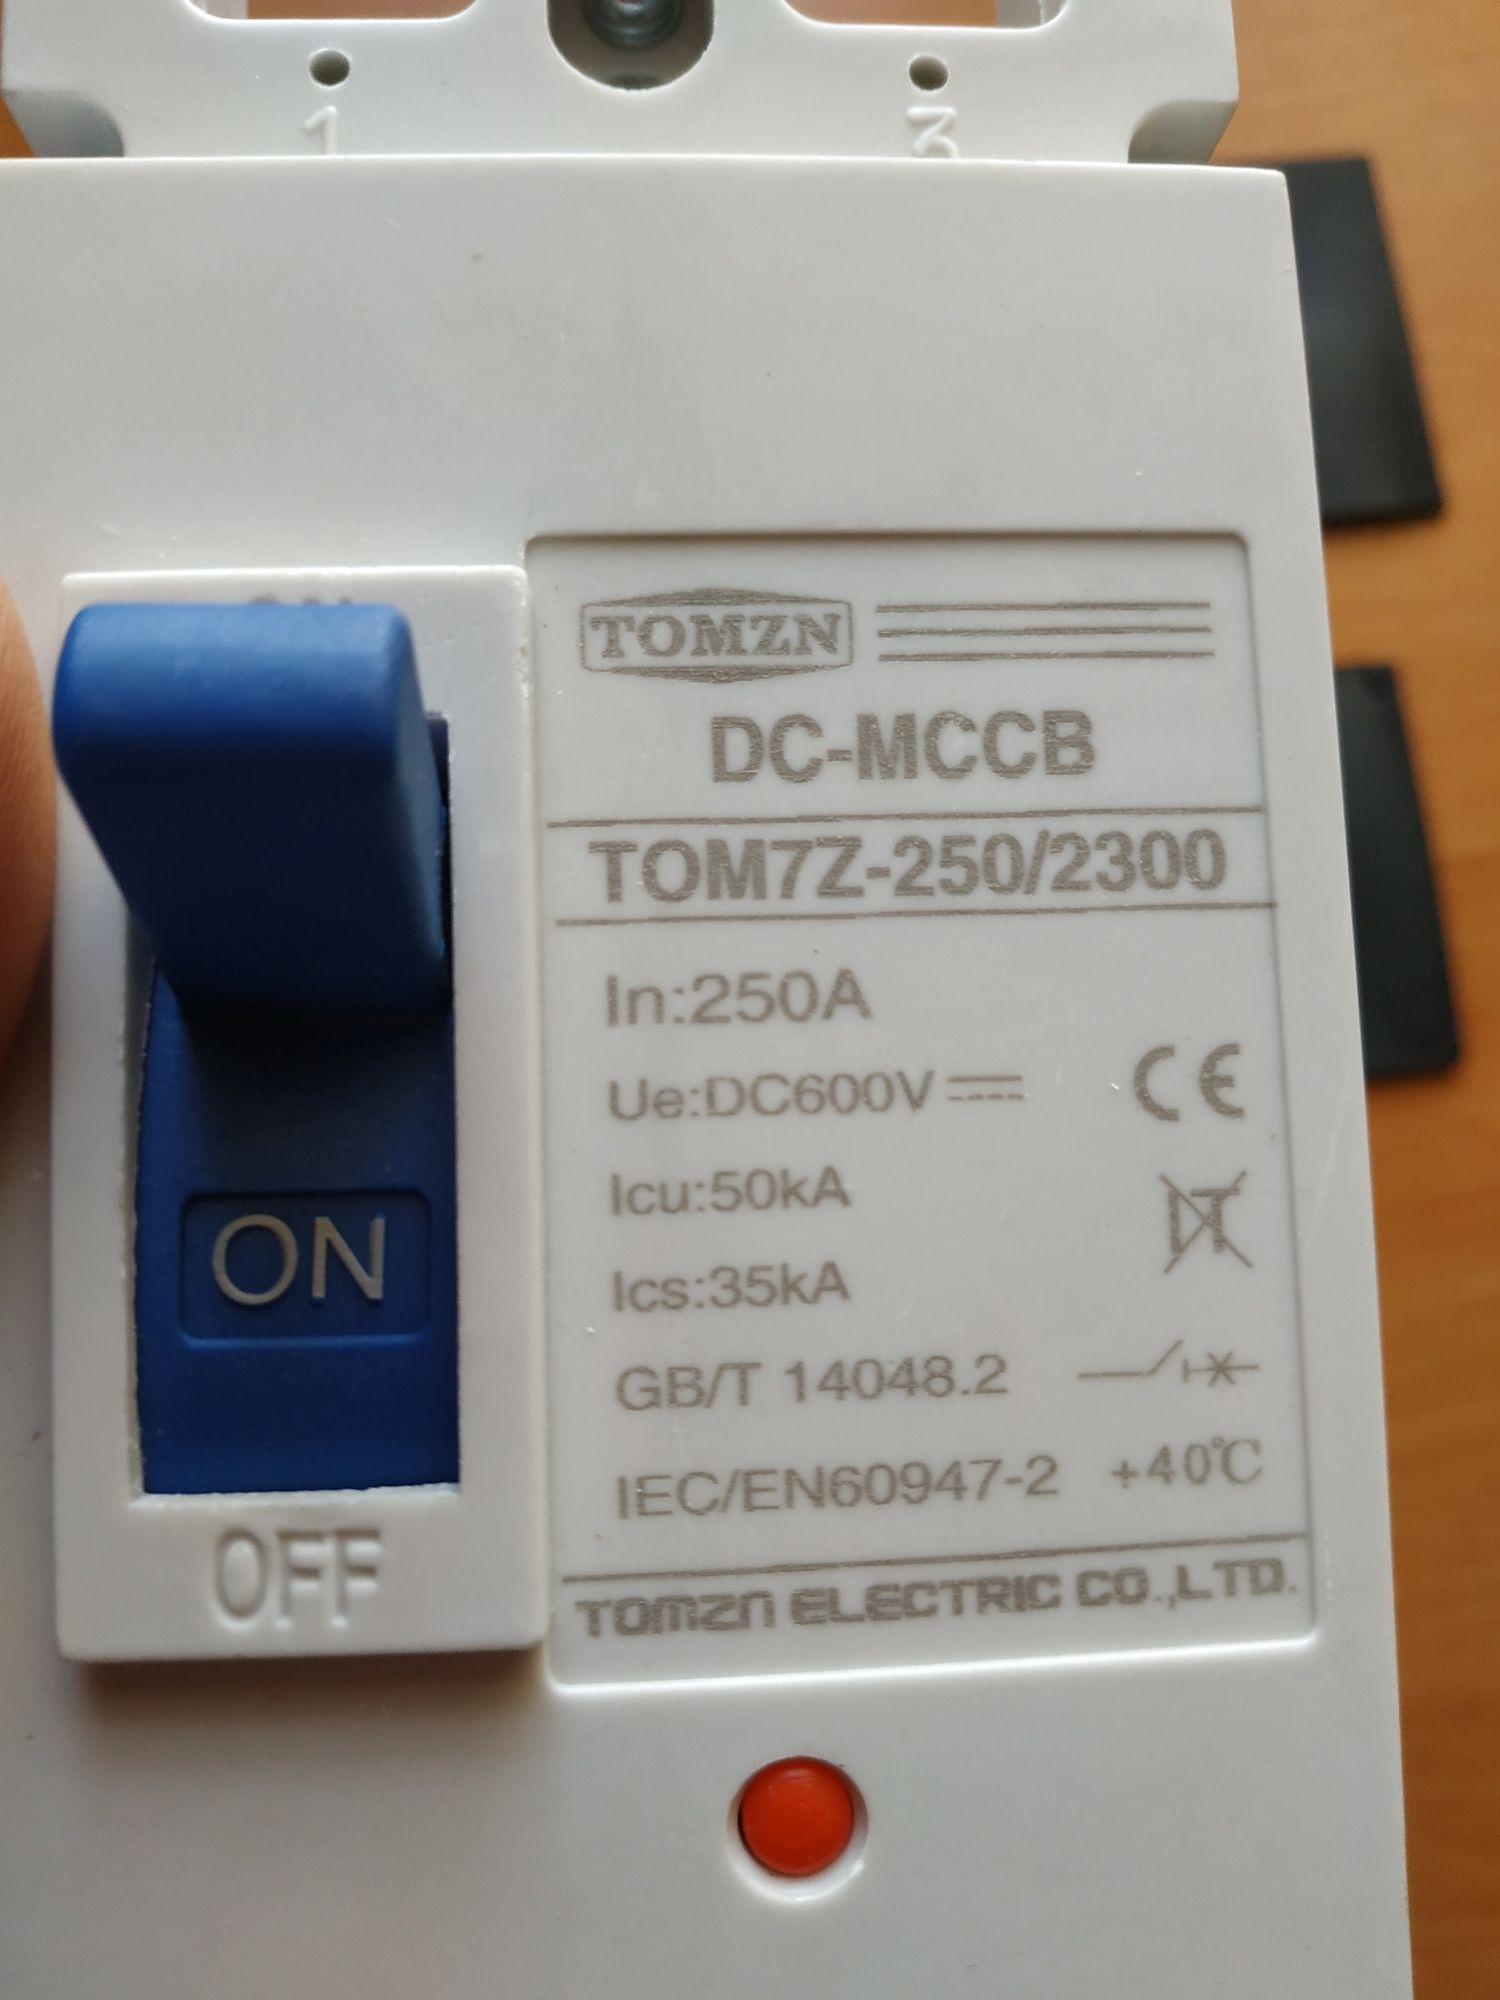 1 3
TOMZN
DC-MCCB
TOM7Z-250/2300
In:250A
Ue:DC600V
CE
Icu:50kA
Ics:35kA
GB/T 14048.2
IEC/EN60947-2 +40℃
TOMZN ELECTRIC CO.,LTD.
ON
OFF